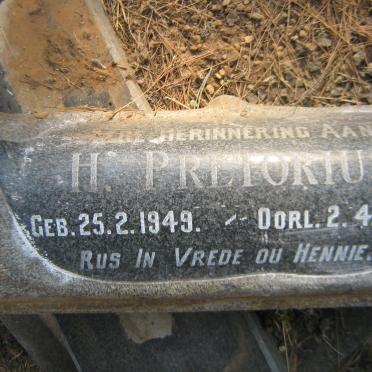 HERINNERING AAN
H. PRETORIU
GEB. 25.2.1949. -- OORL. 2.4
RUS IN VREDE OU HENNIE.